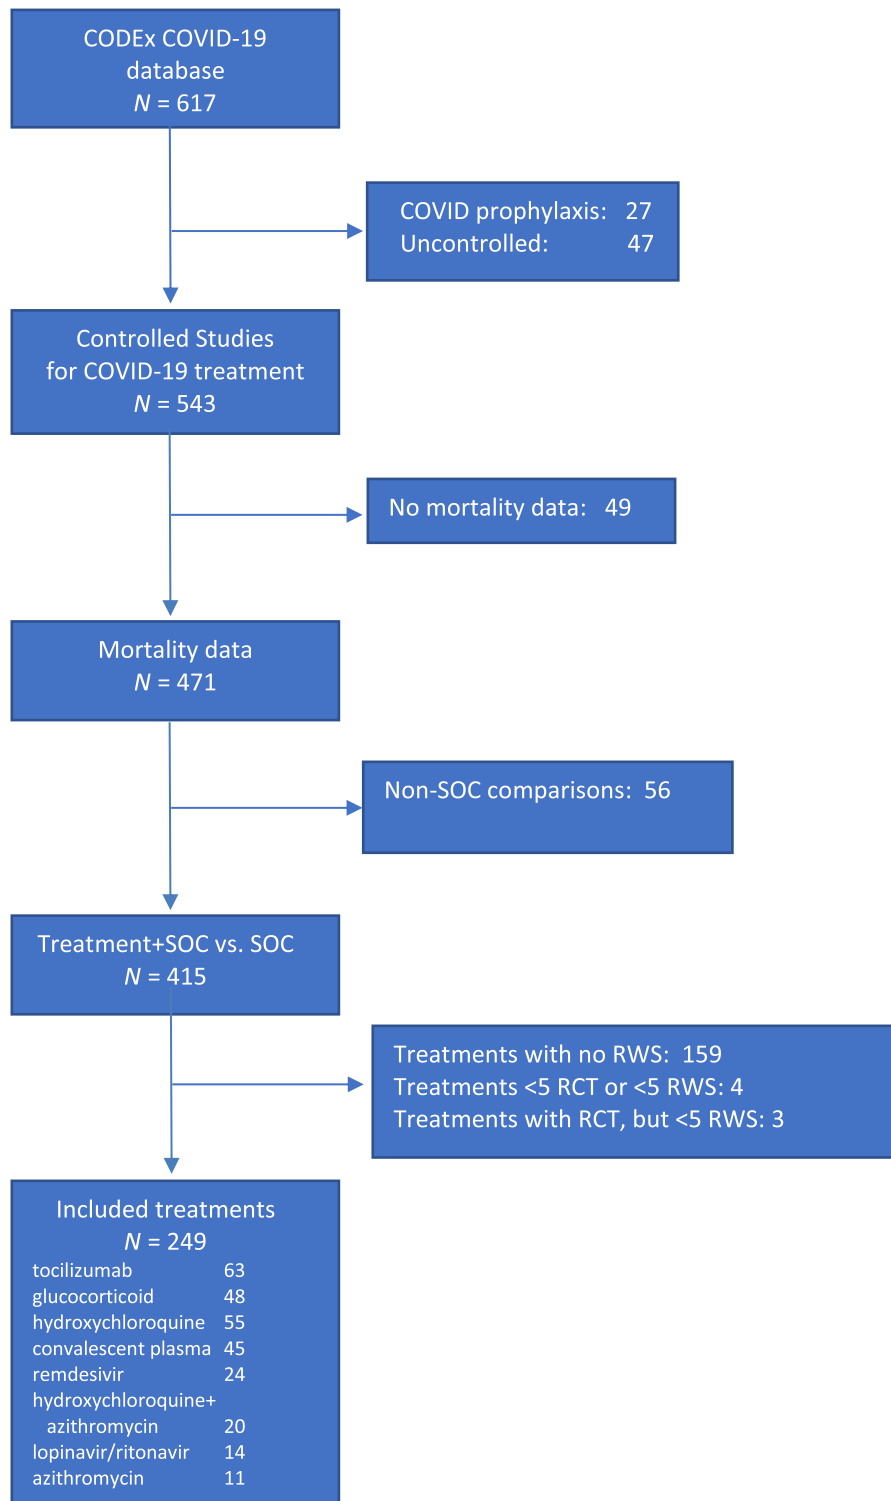 CODEx COVID-19
database
N = 617
COVID prophylaxis: 27
Uncontrolled: 47
Controlled Studies
for COVID-19 treatment
N = 543
No mortality data: 49
Mortality data
N = 471
Non-SOC comparisons: 56
Treatment+SOC vs. SOC
N = 415
Treatments with no RWS: 159
Treatments <5 RCT or <5 RWS: 4
Treatments with RCT, but <5 RWS: 3
Included treatments
N = 249
tocilizumab 63
glucocorticoid 48
hydroxychloroquine 55
convalescent plasma 45
remdesivir 24
hydroxychloroquine+
azithromycin 20
lopinavir/ritonavir 14
azithromycin 11